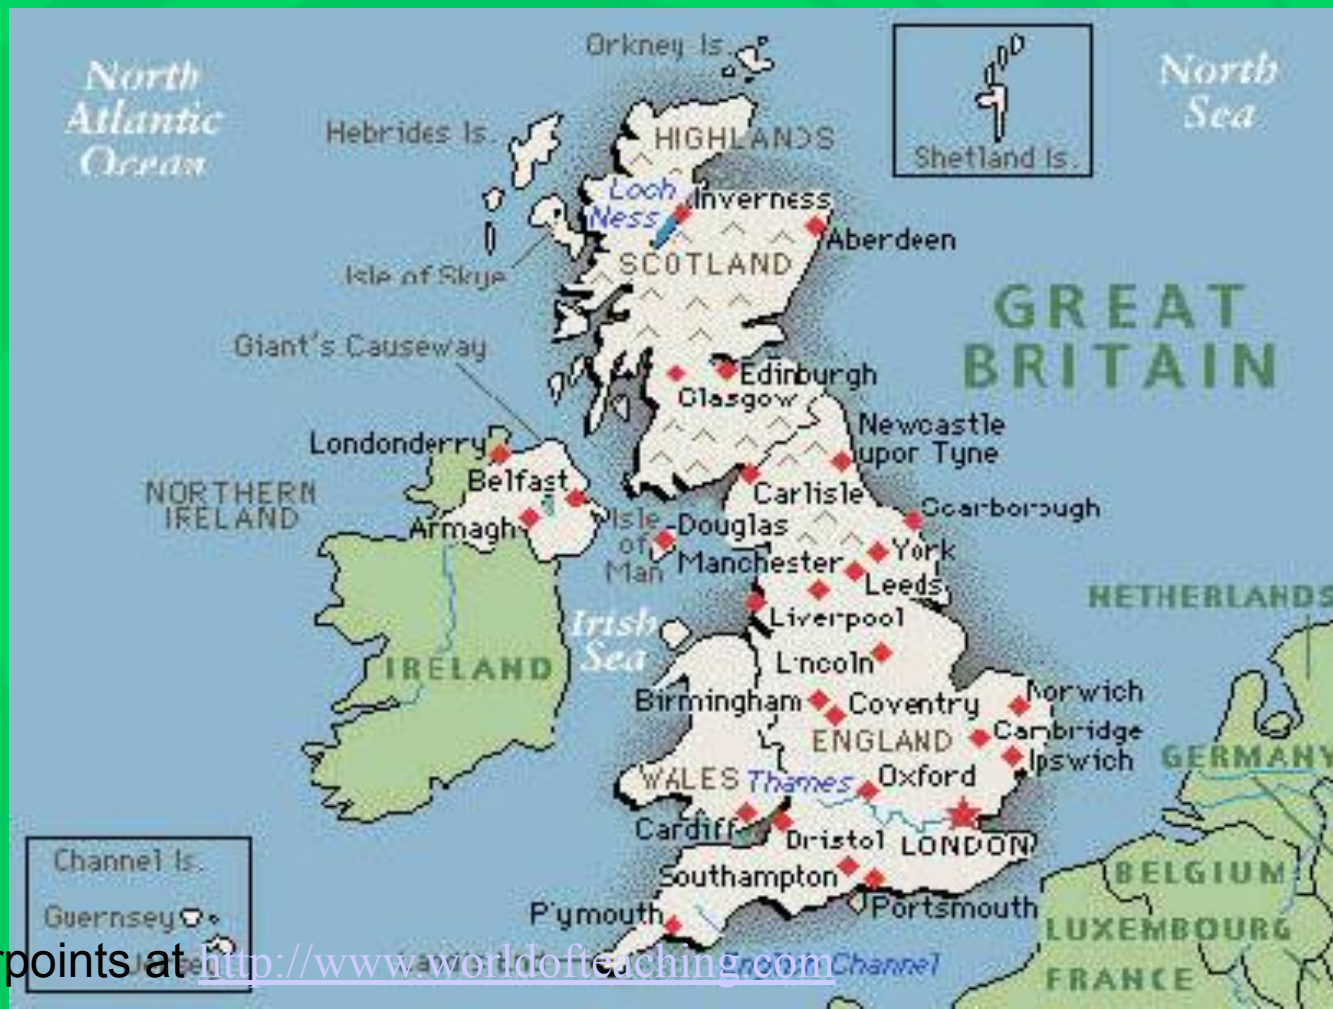 Orkney Is.
North
Atlantic
Ocean
North
Sea
Hebrides Is.
HIGHLANDS
Shetland Is.
Loch
Ness
Inverness
Aberdeen
Isle of Skye
SCOTLAND
GREAT
BRITAIN
Giant's Causeway
Edinburgh
Glasgow
Newcastle
upor Tyne
Londonderry
Belfast
NORTHERN
IRELAND
Carlisle
Scarborough
Armagh
Isle
of
Man
Douglas
York
Manchester
Leeds
NETHERLANDS
Liverpool
Irish
Sea
IRELAND
Lincoln
Birmingham
Coventry
Norwich
ENGLAND
Cambridge
Ipswich
GERMANY
WALES
Thames
Oxford
Cardiff
Bristol
LONDON
Channel Is.
BELGIUM
Southampton
Guernsey
Plymouth
Portsmouth
LUXEMBOURG
points at http://www.worldofteaching.com
Channel
FRANCE